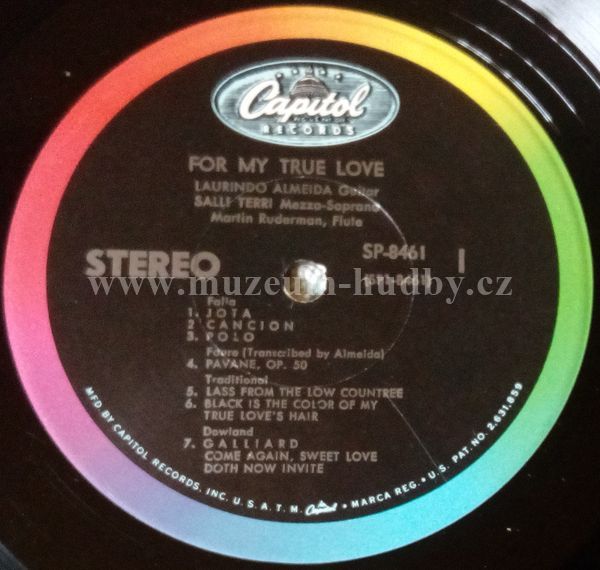 Capitol
RECORDS
FOR MY TRUE LOVE
LAURINDO ALMEIDA Guitar
SALLI TERRI Mezzo-Soprano
Martin Ruderman, Flute
STEREO
SP-8461
1
www.muzeum-hudby.cz
Falla
1. JOTA
2. CANCION
3. POLO
Faure (Transcribed by Almeida)
4. PAVANE, OP. 50
Traditional
5. LASS FROM THE LOW COUNTREE
6. BLACK IS THE COLOR OF MY
TRUE LOVE'S HAIR
Dowland
7. GALLIARD
COME AGAIN, SWEET LOVE
DOTH NOW INVITE
MFD BY CAPITOL RECORDS, INC. U.S.A. T.M. Capitol • MARCA REG. • U.S. PAT. NO. 2,631,859